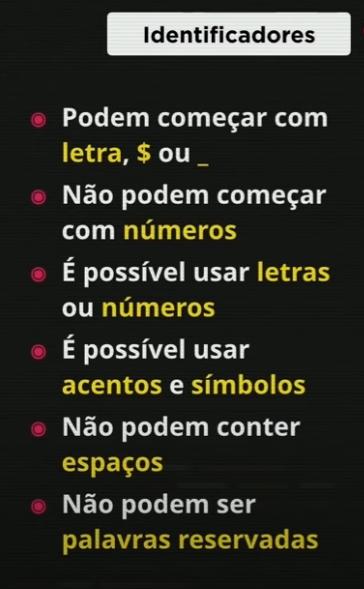 Identificadores
Podem começar com
letra, $ ou _
Não podem começar
com números
É possível usar letras
ou números
É possível usar
acentos e símbolos
Não podem conter
espaços
Não podem ser
palavras reservadas